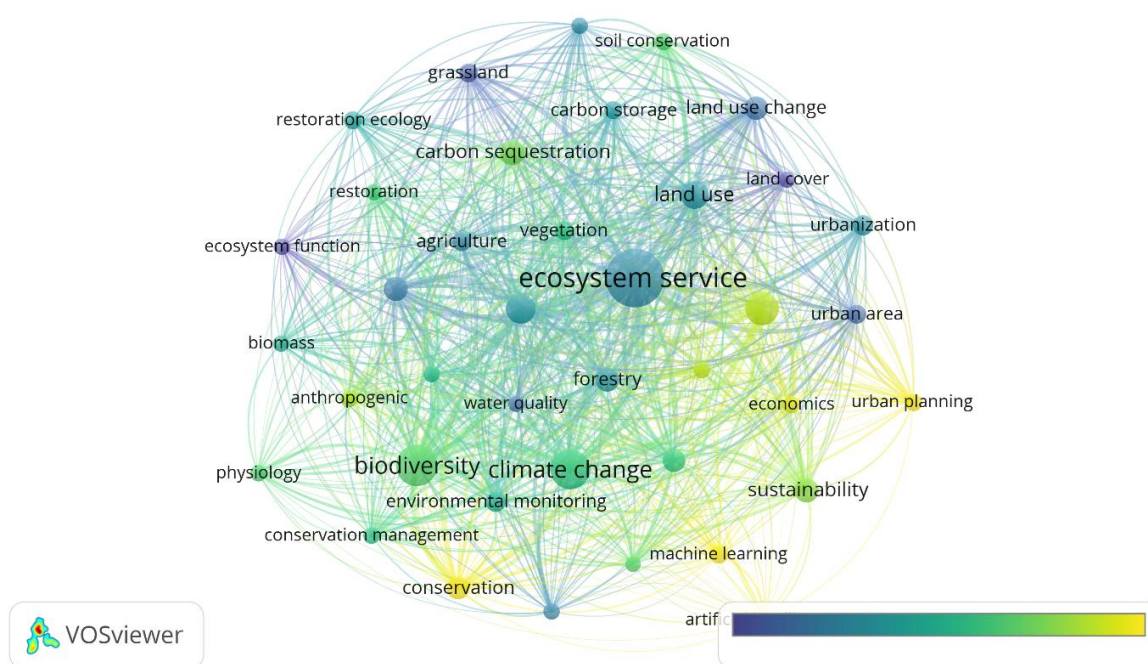 soil conservation
grassland
carbon storage
land use change
restoration ecology
carbon sequestration
land cover
restoration
land use
urbanization
vegetation
agriculture
ecosystem function
ecosystem service
urban area
biomass
forestry
anthropogenic
water quality
economics
urban planning
biodiversity
climate change
physiology
sustainability
environmental monitoring
conservation management
machine learning
conservation
VOSviewer